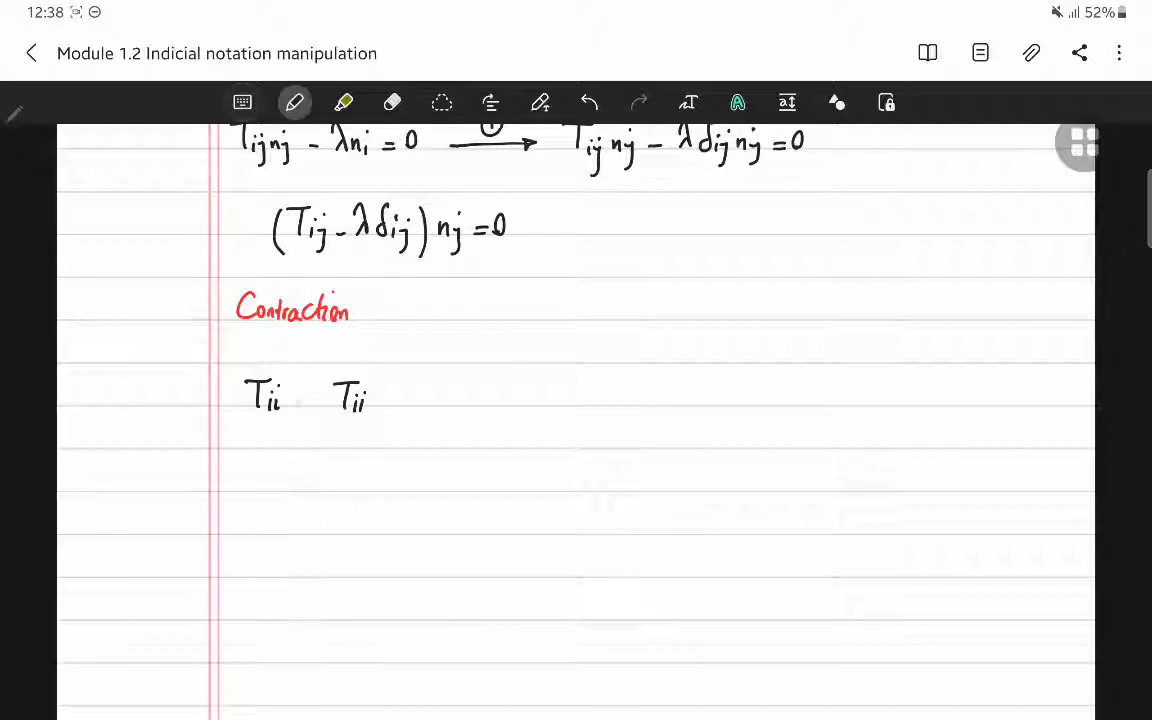 12:38 52%
Module 1.2 Indicial notation manipulation
Tijnj - λni = 0 ①→ Tijnj - λδijnj = 0
(Tij - λδij) nj = 0
Contraction
Tii Tii